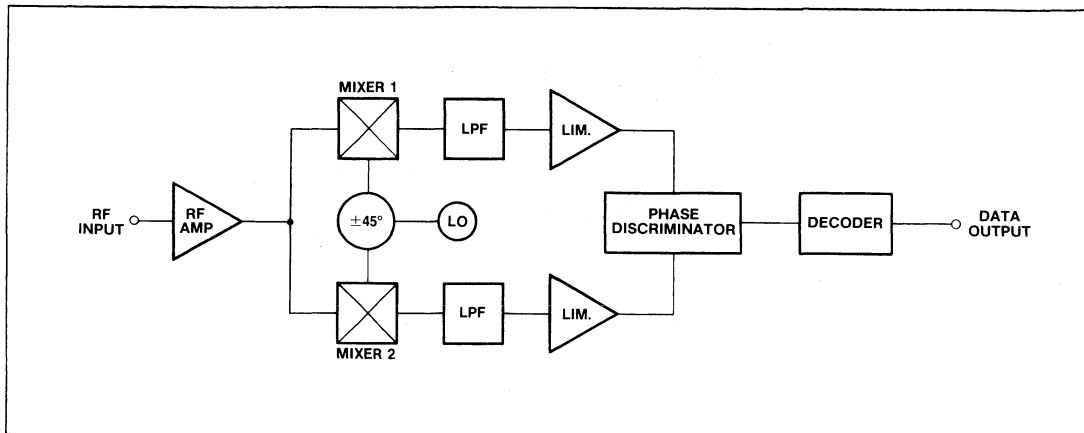 MIXER 1
LPF
LIM.
RF
INPUT
RF
AMP
±45°
LO
PHASE
DISCRIMINATOR
DECODER
DATA
OUTPUT
LPF
LIM.
MIXER 2